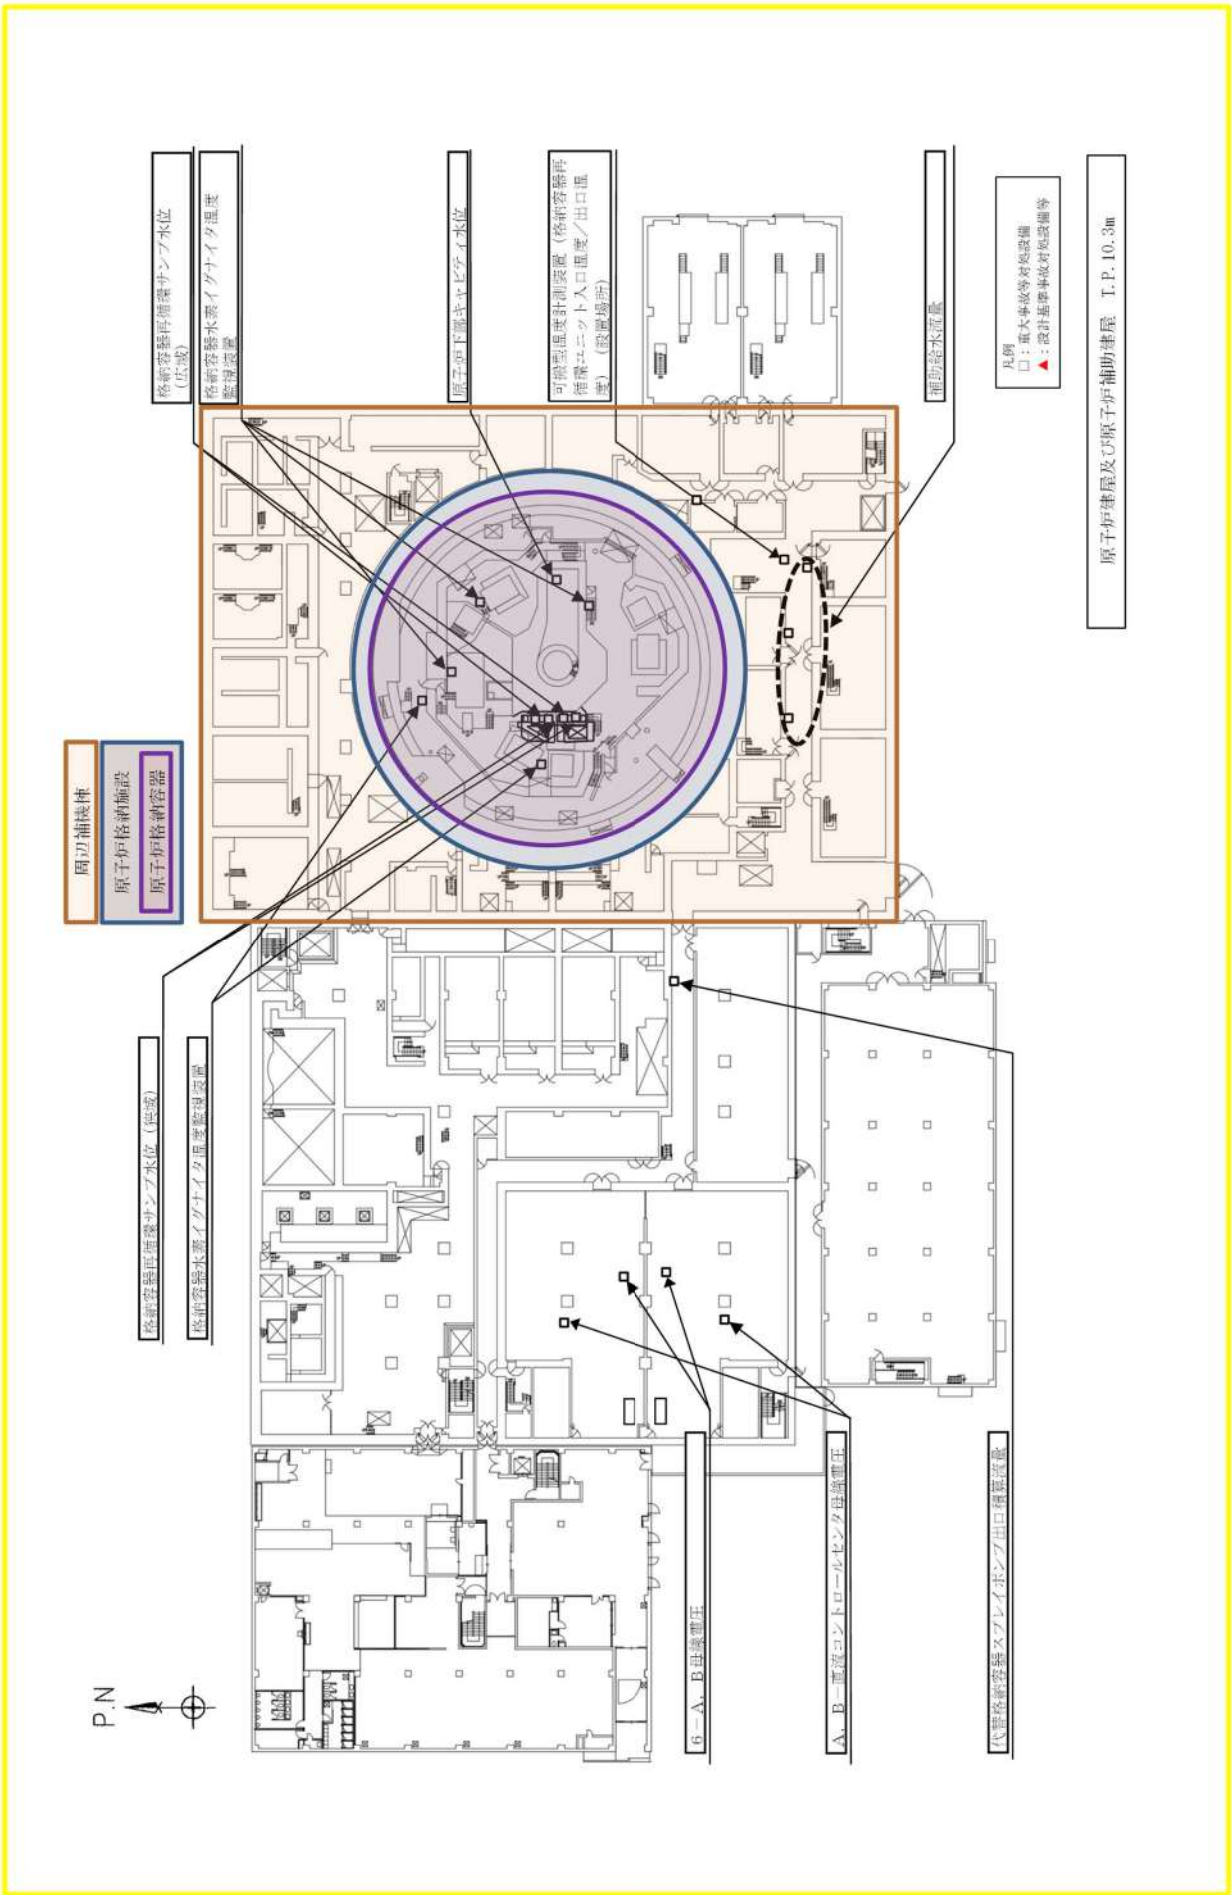 P.N
周辺補機棟
原子炉格納施設
原子炉格納容器
格納容器再循環サンプ水位
(広域)
格納容器水素イグナイタ温度
監視装置
原子炉下部キャビティ水位
可搬型温度計測装置(格納容器再
循環ユニット入口温度/出口温
度)(設置場所)
補助給水流量
格納容器再循環サンプ水位(狭域)
格納容器水素イグナイタ温度監視装置
6-A,B母線電圧
A,B-直流コントロールセンタ母線電圧
代替格納容器スプレイポンプ出口積算流量
凡例
□:重大事故等対処設備
▲:設計基準事故対処設備等
原子炉建屋及び原子炉補助建屋 T.P.10.3m